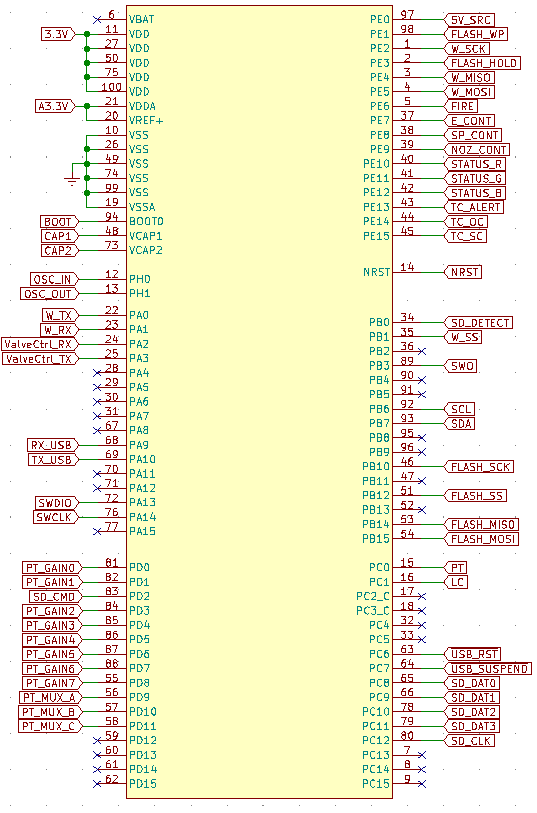 6 VBAT PE0 97 5V_SRC
3.3V 11 VDD PE1 98 FLASH_WP
27 VDD PE2 1 W_SCK
50 VDD PE3 2 FLASH_HOLD
75 VDD PE4 3 W_MISO
100 VDD PE5 4 W_MOSI
A3.3V 21 VDDA PE6 5 FIRE
20 VREF+ PE7 37 E_CONT
10 VSS PE8 38 SP_CONT
26 VSS PE9 39 NOZ_CONT
49 VSS PE10 40 STATUS_R
74 VSS PE11 41 STATUS_G
99 VSS PE12 42 STATUS_B
19 VSSA PE13 43 TC_ALERT
BOOT 94 BOOT0 PE14 44 TC_OC
CAP1 48 VCAP1 PE15 45 TC_SC
CAP2 73 VCAP2
NRST 14 NRST
OSC_IN 12 PH0
OSC_OUT 13 PH1
W_TX 22 PA0 PB0 34 SD_DETECT
W_RX 23 PA1 PB1 35 W_SS
ValveCtrl_RX 24 PA2 PB2 36
ValveCtrl_TX 25 PA3 PB3 89 SWO
28 PA4 PB4 90
29 PA5 PB5 91
30 PA6 PB6 92 SCL
31 PA7 PB7 93 SDA
67 PA8 PB8 95
RX_USB 68 PA9 PB9 96
TX_USB 69 PA10 PB10 46 FLASH_SCK
70 PA11 PB11 47
71 PA12 PB12 51 FLASH_SS
SWDIO 72 PA13 PB13 52
SWCLK 76 PA14 PB14 53 FLASH_MISO
77 PA15 PB15 54 FLASH_MOSI
PT_GAIN0 81 PD0 PC0 15 PT
PT_GAIN1 82 PD1 PC1 16 LC
SD_CMD 83 PD2 PC2_C 17
PT_GAIN2 84 PD3 PC3_C 18
PT_GAIN3 85 PD4 PC4 32
PT_GAIN4 86 PD5 PC5 33
PT_GAIN5 87 PD6 PC6 63 USB_RST
PT_GAIN6 88 PD7 PC7 64 USB_SUSPEND
PT_GAIN7 55 PD8 PC8 65 SD_DAT0
PT_MUX_A 56 PD9 PC9 66 SD_DAT1
PT_MUX_B 57 PD10 PC10 78 SD_DAT2
PT_MUX_C 58 PD11 PC11 79 SD_DAT3
59 PD12 PC12 80 SD_CLK
60 PD13 PC13 7
61 PD14 PC14 8
62 PD15 PC15 9